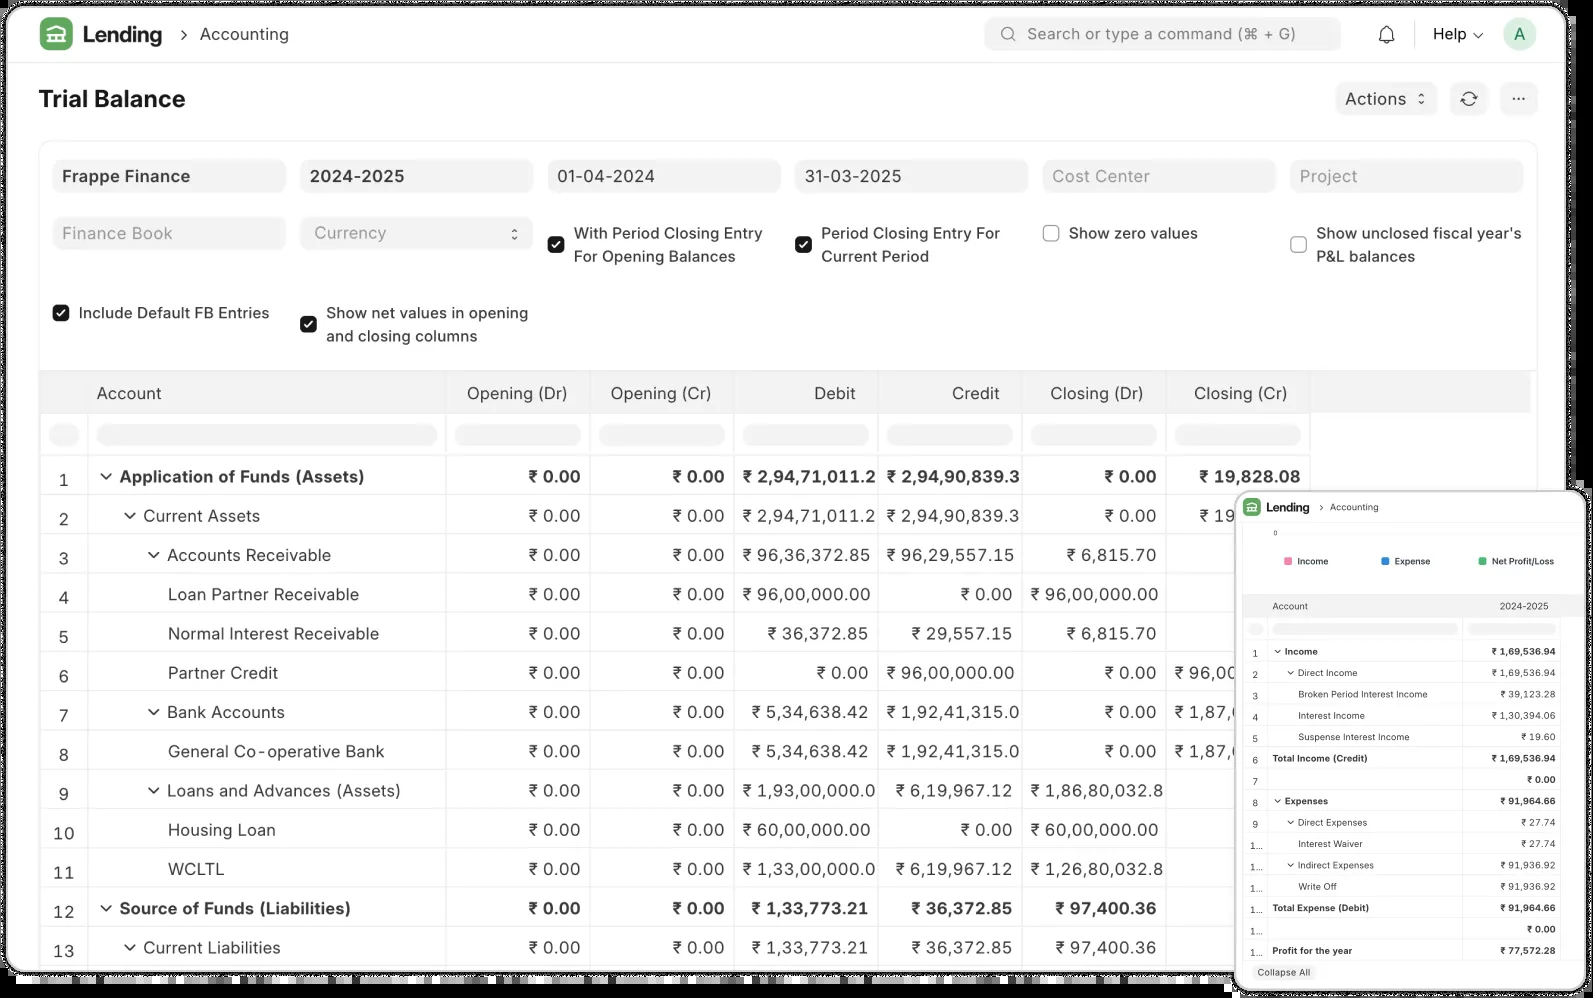 Lending > Accounting
Search or type a command (⌘ + G)
Help
A
Trial Balance
Actions
...
Frappe Finance 2024-2025 01-04-2024 31-03-2025 Cost Center Project
Finance Book Currency
With Period Closing Entry
For Opening Balances
Period Closing Entry For
Current Period
Show zero values
Show unclosed fiscal year's
P&L balances
Include Default FB Entries
Show net values in opening
and closing columns
Account Opening (Dr) Opening (Cr) Debit Credit Closing (Dr) Closing (Cr)
1 Application of Funds (Assets) ₹ 0.00 ₹ 0.00 ₹ 2,94,71,011.2 ₹ 2,94,90,839.3 ₹ 0.00 ₹ 19,828.08
2 Current Assets ₹ 0.00 ₹ 0.00 ₹ 2,94,71,011.2 ₹ 2,94,90,839.3 ₹ 0.00 ₹ 19
3 Accounts Receivable ₹ 0.00 ₹ 0.00 ₹ 96,36,372.85 ₹ 96,29,557.15 ₹ 6,815.70
4 Loan Partner Receivable ₹ 0.00 ₹ 0.00 ₹ 96,00,000.00 ₹ 0.00 ₹ 96,00,000.00
5 Normal Interest Receivable ₹ 0.00 ₹ 0.00 ₹ 36,372.85 ₹ 29,557.15 ₹ 6,815.70
6 Partner Credit ₹ 0.00 ₹ 0.00 ₹ 0.00 ₹ 96,00,000.00 ₹ 0.00 ₹ 96,00
7 Bank Accounts ₹ 0.00 ₹ 0.00 ₹ 5,34,638.42 ₹ 1,92,41,315.0 ₹ 0.00 ₹ 1,87,
8 General Co-operative Bank ₹ 0.00 ₹ 0.00 ₹ 5,34,638.42 ₹ 1,92,41,315.0 ₹ 0.00 ₹ 1,87,
9 Loans and Advances (Assets) ₹ 0.00 ₹ 0.00 ₹ 1,93,00,000.0 ₹ 6,19,967.12 ₹ 1,86,80,032.8
10 Housing Loan ₹ 0.00 ₹ 0.00 ₹ 60,00,000.00 ₹ 0.00 ₹ 60,00,000.00
11 WCLTL ₹ 0.00 ₹ 0.00 ₹ 1,33,00,000.0 ₹ 6,19,967.12 ₹ 1,26,80,032.8
12 Source of Funds (Liabilities) ₹ 0.00 ₹ 0.00 ₹ 1,33,773.21 ₹ 36,372.85 ₹ 97,400.36
13 Current Liabilities ₹ 0.00 ₹ 0.00 ₹ 1,33,773.21 ₹ 36,372.85 ₹ 97,400.36
Lending > Accounting
0
Income Expense Net Profit/Loss
Account 2024-2025
1 Income ₹ 1,69,536.94
2 Direct Income ₹ 1,69,536.94
3 Broken Period Interest Income ₹ 39,123.28
4 Interest Income ₹ 1,30,394.06
5 Suspense Interest Income ₹ 19.60
6 Total Income (Credit) ₹ 1,69,536.94
7 ₹ 0.00
8 Expenses ₹ 91,964.66
9 Direct Expenses ₹ 27.74
1... Interest Waiver ₹ 27.74
1... Indirect Expenses ₹ 91,936.92
1... Write Off ₹ 91,936.92
1... Total Expense (Debit) ₹ 91,964.66
1... ₹ 0.00
1... Profit for the year ₹ 77,572.28
Collapse All